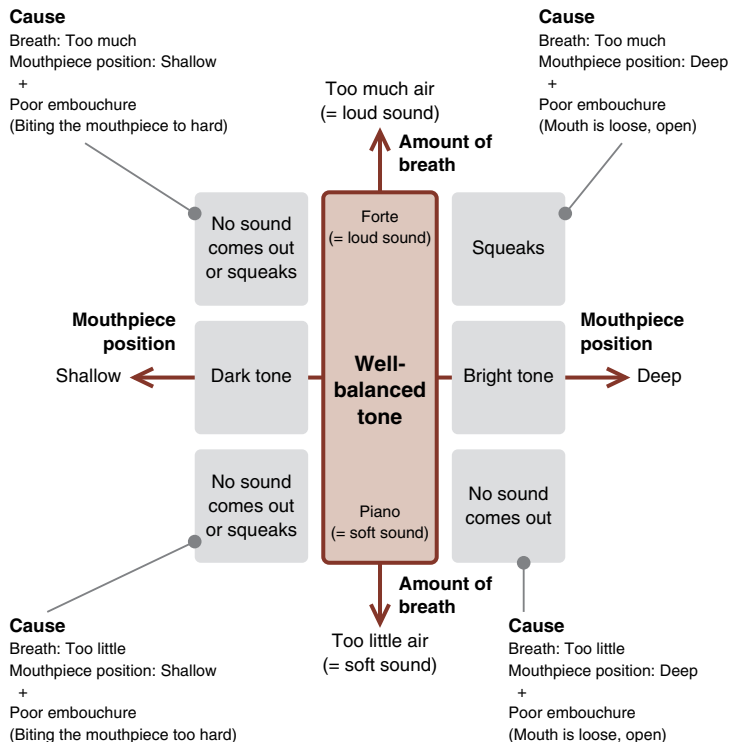 Cause
Breath: Too much
Mouthpiece position: Shallow
+
Poor embouchure
(Biting the mouthpiece to hard)
Cause
Breath: Too much
Mouthpiece position: Deep
+
Poor embouchure
(Mouth is loose, open)
Too much air
(= loud sound)
Amount of
breath
No sound
comes out
or squeaks
Forte
(= loud sound)
Squeaks
Mouthpiece
position
Shallow
Dark tone
Well-
balanced
tone
Bright tone
Mouthpiece
position
Deep
No sound
comes out
or squeaks
Piano
(= soft sound)
No sound
comes out
Amount of
breath
Too little air
(= soft sound)
Cause
Breath: Too little
Mouthpiece position: Shallow
+
Poor embouchure
(Biting the mouthpiece too hard)
Cause
Breath: Too little
Mouthpiece position: Deep
+
Poor embouchure
(Mouth is loose, open)